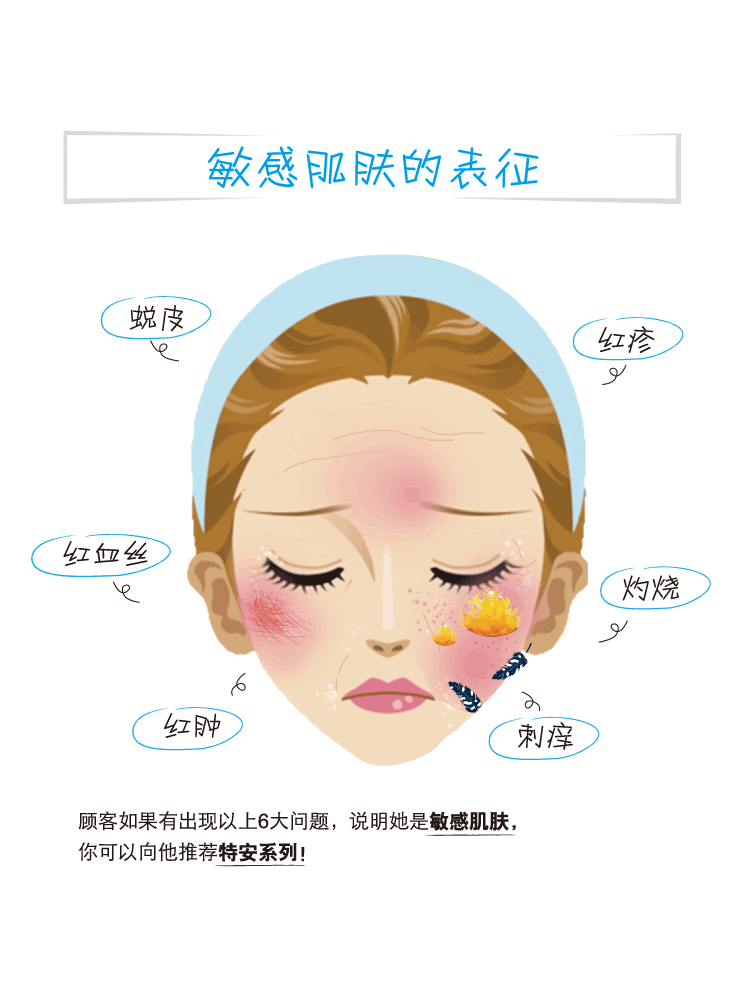 敏感肌肤的表征
蜕皮
红疹
红血丝
灼烧
红肿
刺痒
顾客如果有出现以上6大问题，说明她是敏感肌肤，
你可以向他推荐特安系列！